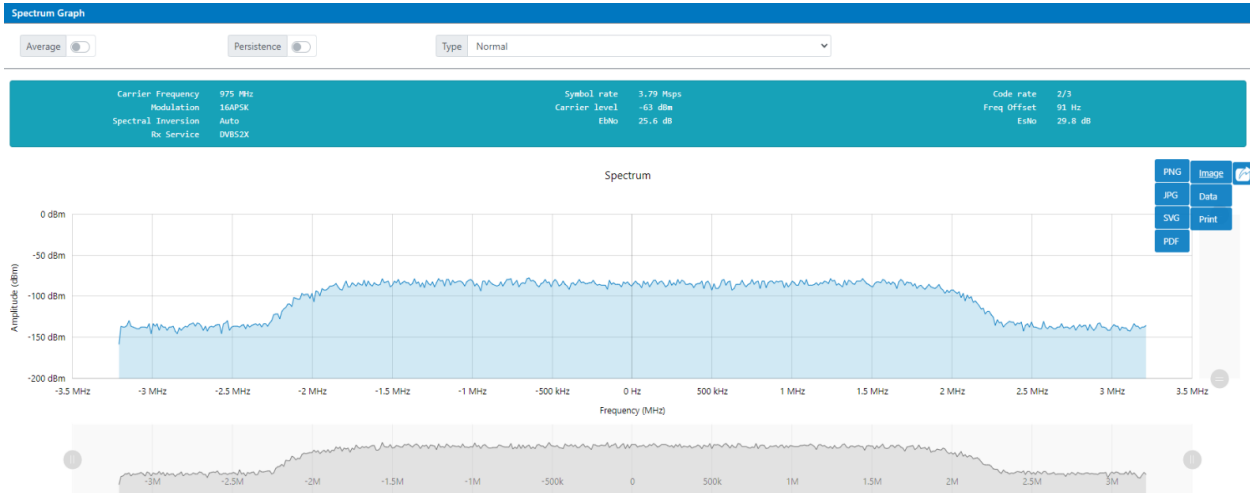 Spectrum Graph
Average
Persistence
Type Normal
Carrier Frequency 975 MHz
Modulation 16APSK
Spectral Inversion Auto
Rx Service DVBS2X
Symbol rate 3.79 Msps
Carrier level -63 dBm
EbNo 25.6 dB
Code rate 2/3
Freq Offset 91 Hz
EsNo 29.8 dB
Spectrum
PNG Image
JPG Data
SVG Print
PDF
Amplitude (dBm)
0 dBm
-50 dBm
-100 dBm
-150 dBm
-200 dBm
-3.5 MHz -3 MHz -2.5 MHz -2 MHz -1.5 MHz -1 MHz -500 kHz 0 Hz 500 kHz 1 MHz 1.5 MHz 2 MHz 2.5 MHz 3 MHz 3.5 MHz
Frequency (MHz)
-3M -2.5M -2M -1.5M -1M -500k 0 500k 1M 1.5M 2M 2.5M 3M